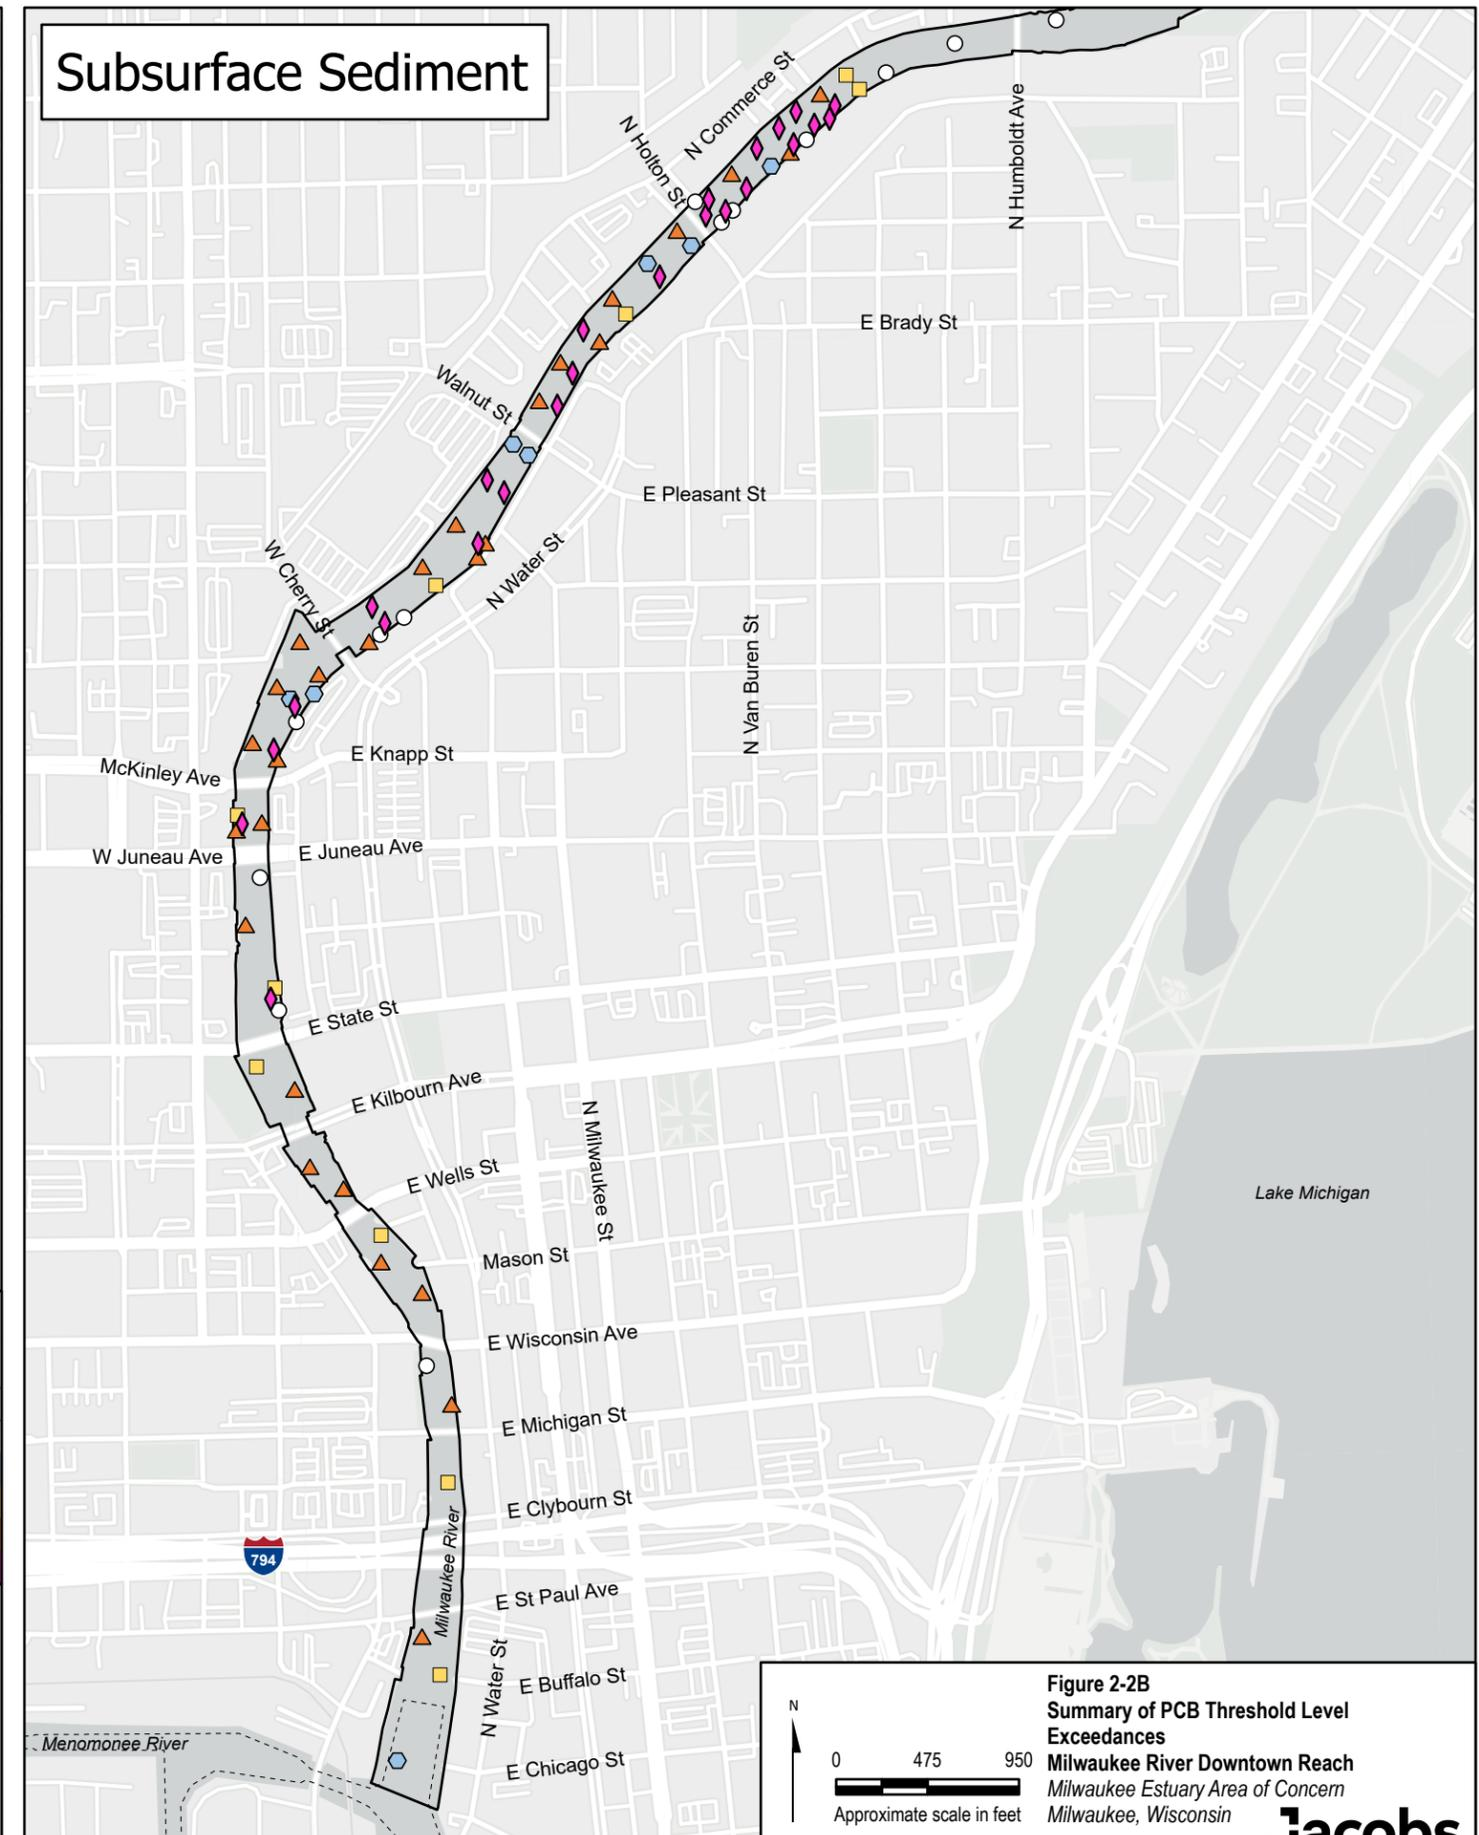 Subsurface Sediment
N Commerce St
N Holton St
N Humboldt Ave
E Brady St
Walnut St
E Pleasant St
W Cherry St
N Water St
N Van Buren St
McKinley Ave
E Knapp St
W Juneau Ave
E Juneau Ave
E State St
E Kilbourn Ave
N Milwaukee St
E Wells St
Lake Michigan
Mason St
E Wisconsin Ave
E Michigan St
E Clybourn St
Milwaukee River
794
E St Paul Ave
N Water St
E Buffalo St
Menomonee River
E Chicago St
N
0 475 950
Approximate scale in feet
Figure 2-2B
Summary of PCB Threshold Level
Exceedances
Milwaukee River Downtown Reach
Milwaukee Estuary Area of Concern
Milwaukee, Wisconsin
Jacobs